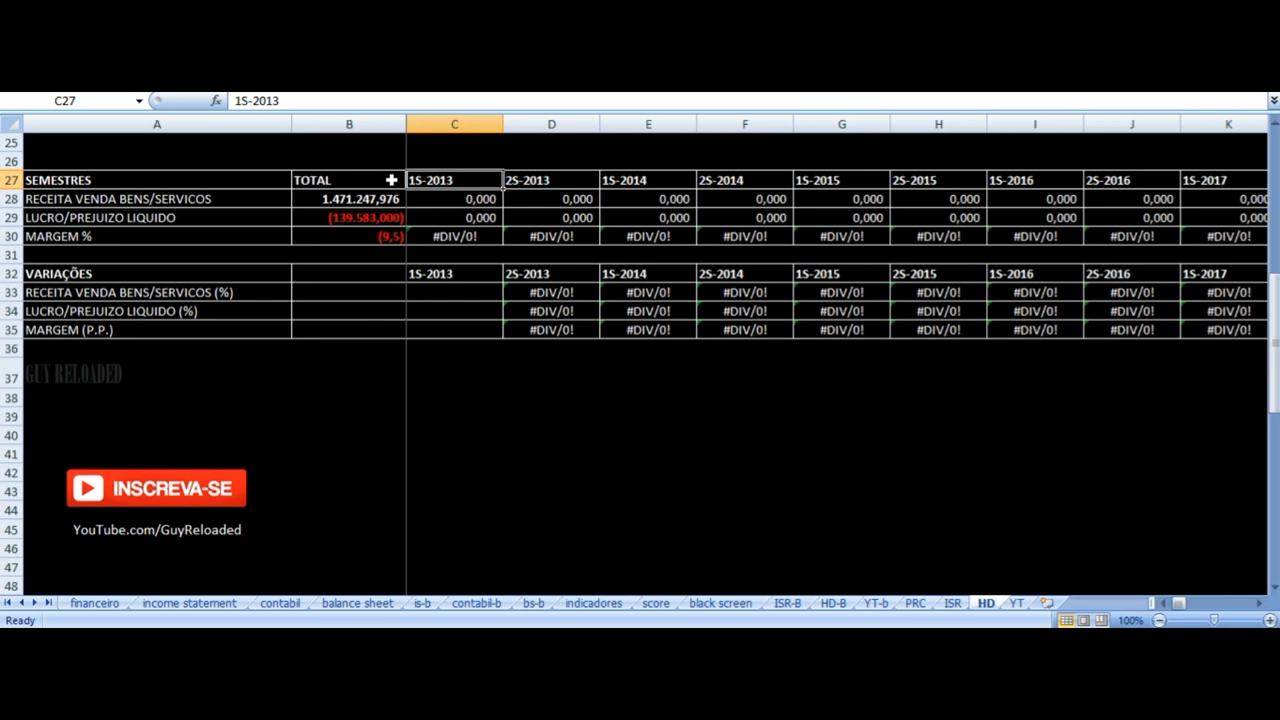 C27 fx 1S-2013
A B C D E F G H I J K
25
26
27 SEMESTRES TOTAL 1S-2013 2S-2013 1S-2014 2S-2014 1S-2015 2S-2015 1S-2016 2S-2016 1S-2017
28 RECEITA VENDA BENS/SERVICOS 1.471.247,976 0,000 0,000 0,000 0,000 0,000 0,000 0,000 0,000 0,000
29 LUCRO/PREJUIZO LIQUIDO (139.583,000) 0,000 0,000 0,000 0,000 0,000 0,000 0,000 0,000 0,000
30 MARGEM % (9,5) #DIV/0! #DIV/0! #DIV/0! #DIV/0! #DIV/0! #DIV/0! #DIV/0! #DIV/0! #DIV/0!
31
32 VARIAÇÕES 1S-2013 2S-2013 1S-2014 2S-2014 1S-2015 2S-2015 1S-2016 2S-2016 1S-2017
33 RECEITA VENDA BENS/SERVICOS (%) #DIV/0! #DIV/0! #DIV/0! #DIV/0! #DIV/0! #DIV/0! #DIV/0! #DIV/0!
34 LUCRO/PREJUIZO LIQUIDO (%) #DIV/0! #DIV/0! #DIV/0! #DIV/0! #DIV/0! #DIV/0! #DIV/0! #DIV/0!
35 MARGEM (P.P.) #DIV/0! #DIV/0! #DIV/0! #DIV/0! #DIV/0! #DIV/0! #DIV/0! #DIV/0!
36
37 GUY RELOADED
38
39
40
41
42
43 INSCREVA-SE
44
45 YouTube.com/GuyReloaded
46
47
48
financeiro income statement contabil balance sheet is-b contabil-b bs-b indicadores score black screen ISR-B HD-B YT-b PRC ISR HD YT
Ready 100%